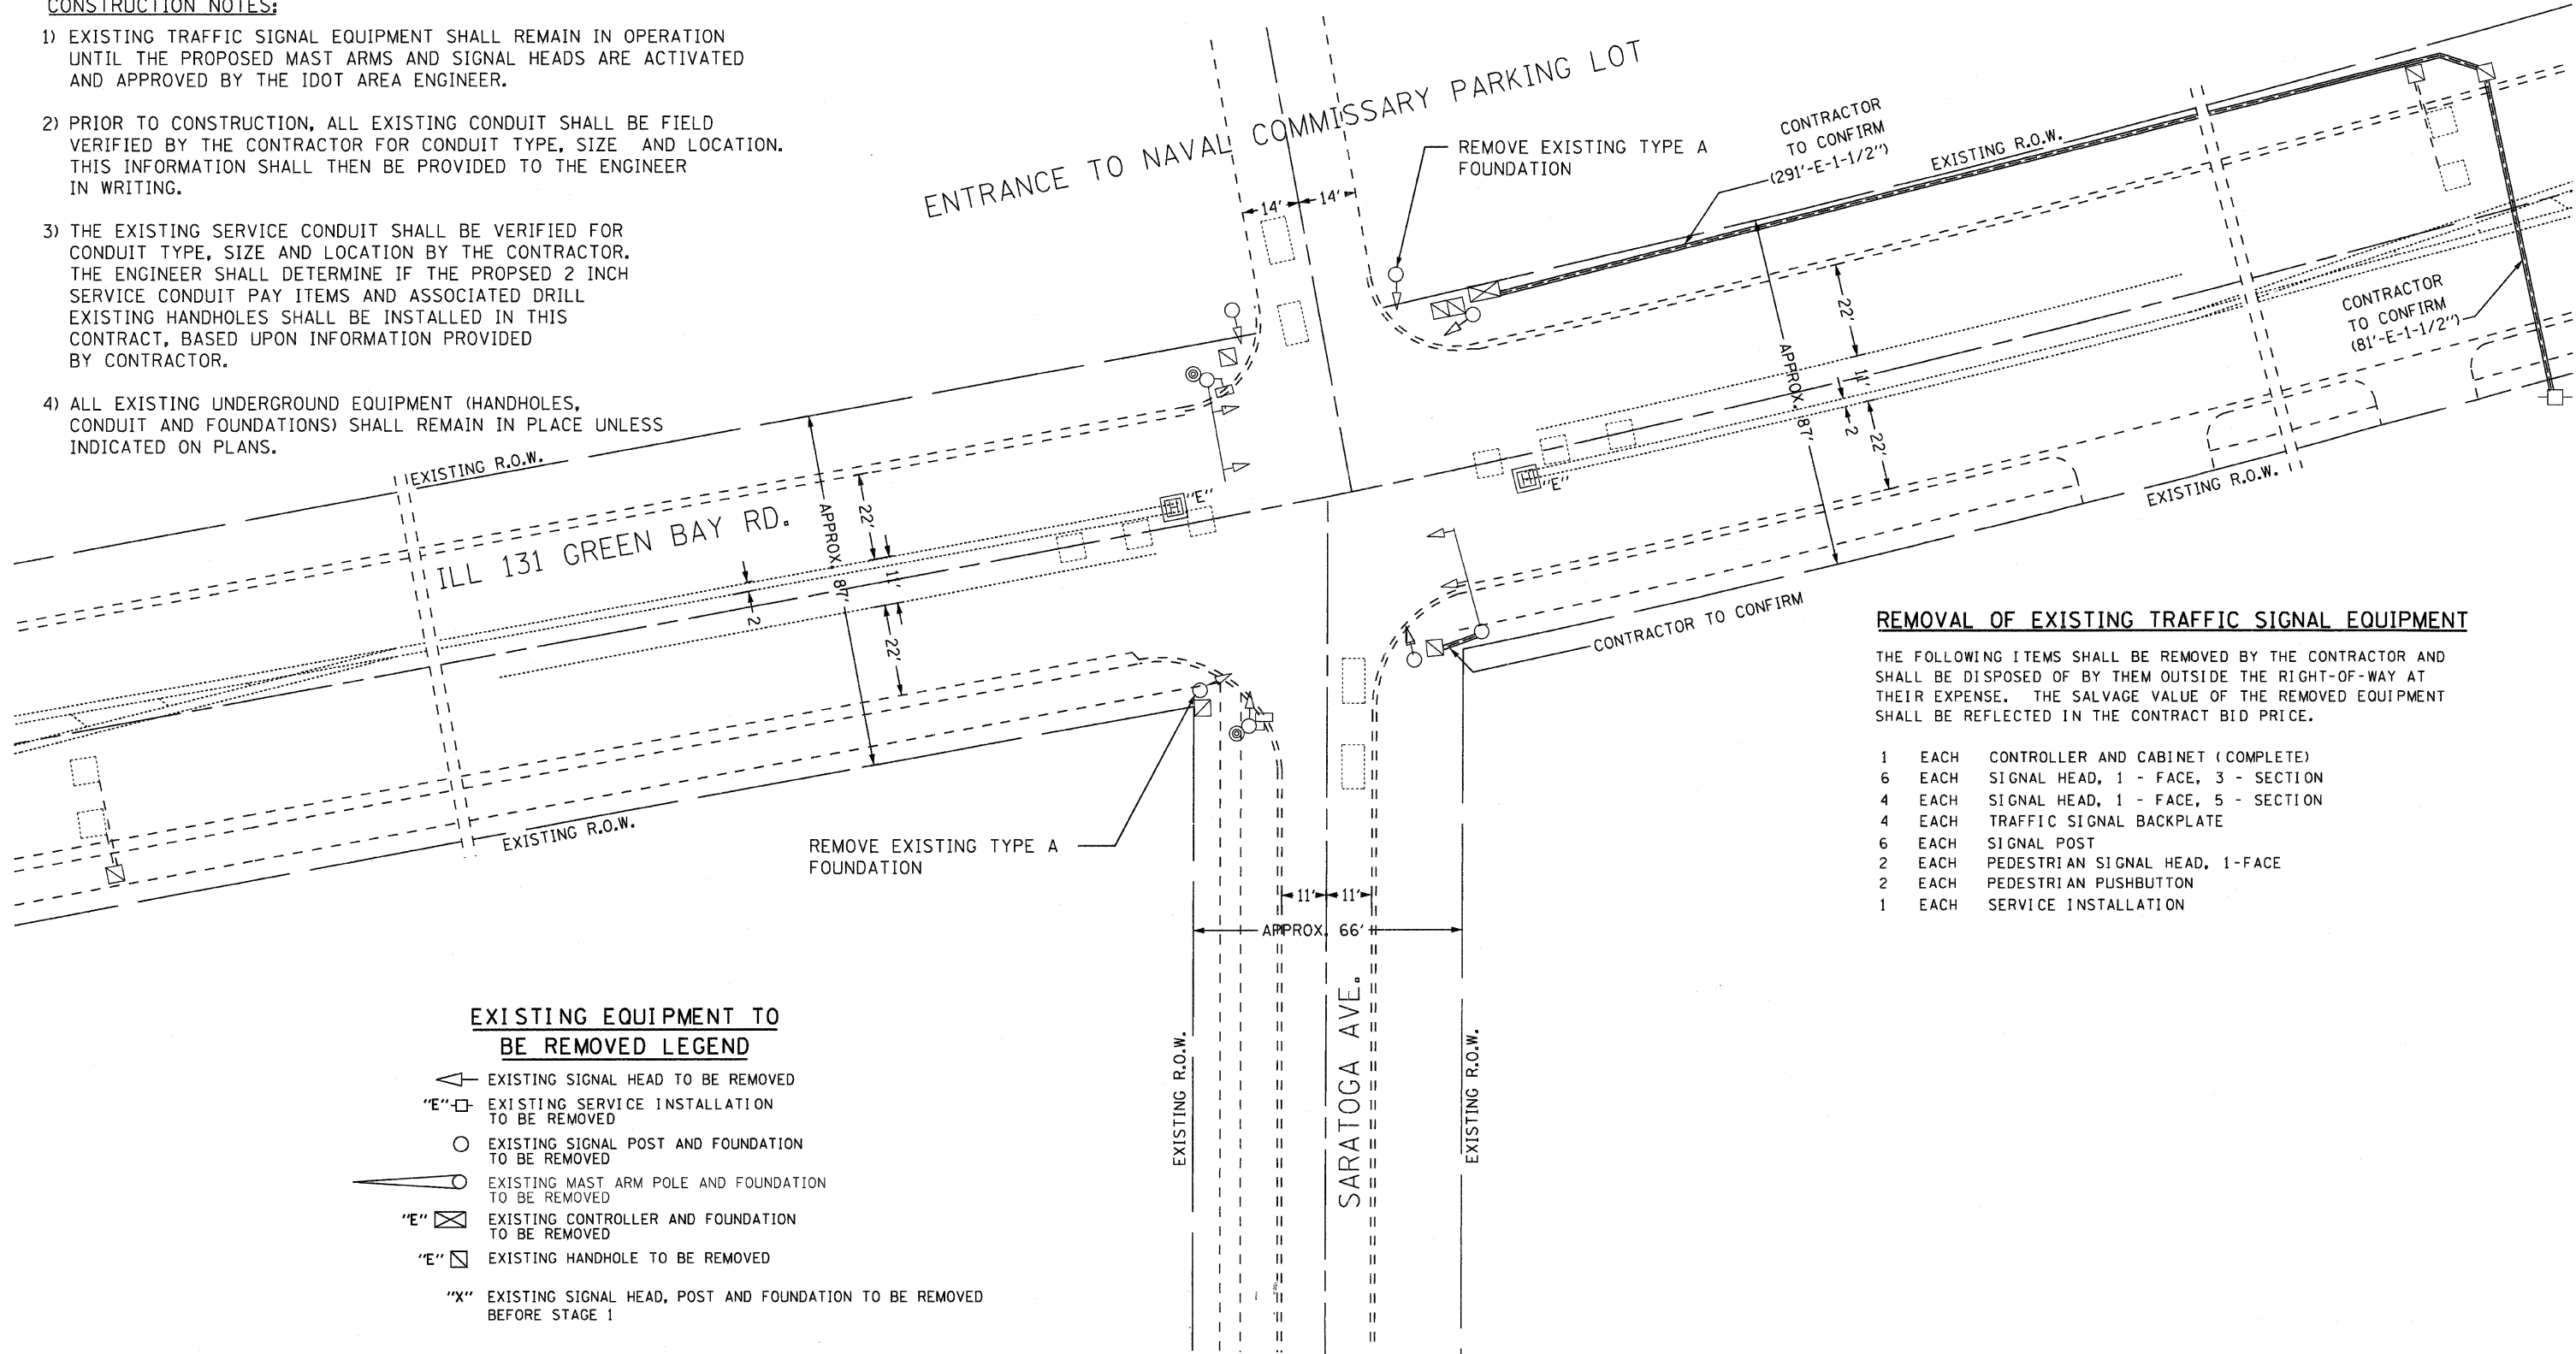 CONSTRUCTION NOTES:
1) EXISTING TRAFFIC SIGNAL EQUIPMENT SHALL REMAIN IN OPERATION
UNTIL THE PROPOSED MAST ARMS AND SIGNAL HEADS ARE ACTIVATED
AND APPROVED BY THE IDOT AREA ENGINEER.
2) PRIOR TO CONSTRUCTION, ALL EXISTING CONDUIT SHALL BE FIELD
VERIFIED BY THE CONTRACTOR FOR CONDUIT TYPE, SIZE AND LOCATION.
THIS INFORMATION SHALL THEN BE PROVIDED TO THE ENGINEER
IN WRITING.
3) THE EXISTING SERVICE CONDUIT SHALL BE VERIFIED FOR
CONDUIT TYPE, SIZE AND LOCATION BY THE CONTRACTOR.
THE ENGINEER SHALL DETERMINE IF THE PROPSED 2 INCH
SERVICE CONDUIT PAY ITEMS AND ASSOCIATED DRILL
EXISTING HANDHOLES SHALL BE INSTALLED IN THIS
CONTRACT, BASED UPON INFORMATION PROVIDED
BY CONTRACTOR.
4) ALL EXISTING UNDERGROUND EQUIPMENT (HANDHOLES,
CONDUIT AND FOUNDATIONS) SHALL REMAIN IN PLACE UNLESS
INDICATED ON PLANS.
ENTRANCE TO NAVAL COMMISSARY PARKING LOT
REMOVE EXISTING TYPE A
FOUNDATION
CONTRACTOR
TO CONFIRM
(291'-E-1-1/2")
EXISTING R.O.W.
14'
14'
CONTRACTOR
TO CONFIRM
(81'-E-1-1/2")
22'
APPROX. 87'
11'
2
22'
EXISTING R.O.W.
EXISTING R.O.W.
ILL 131 GREEN BAY RD.
22'
APPROX. 87'
11'
2
22'
"E"
"E"
CONTRACTOR TO CONFIRM
EXISTING R.O.W.
REMOVE EXISTING TYPE A
FOUNDATION
11'
11'
APPROX. 66'
EXISTING R.O.W.
SARATOGA AVE.
EXISTING R.O.W.
REMOVAL OF EXISTING TRAFFIC SIGNAL EQUIPMENT
THE FOLLOWING ITEMS SHALL BE REMOVED BY THE CONTRACTOR AND
SHALL BE DISPOSED OF BY THEM OUTSIDE THE RIGHT-OF-WAY AT
THEIR EXPENSE. THE SALVAGE VALUE OF THE REMOVED EQUIPMENT
SHALL BE REFLECTED IN THE CONTRACT BID PRICE.
1 EACH CONTROLLER AND CABINET (COMPLETE)
6 EACH SIGNAL HEAD, 1 - FACE, 3 - SECTION
4 EACH SIGNAL HEAD, 1 - FACE, 5 - SECTION
4 EACH TRAFFIC SIGNAL BACKPLATE
6 EACH SIGNAL POST
2 EACH PEDESTRIAN SIGNAL HEAD, 1-FACE
2 EACH PEDESTRIAN PUSHBUTTON
1 EACH SERVICE INSTALLATION
EXISTING EQUIPMENT TO
BE REMOVED LEGEND
EXISTING SIGNAL HEAD TO BE REMOVED
"E" EXISTING SERVICE INSTALLATION
TO BE REMOVED
EXISTING SIGNAL POST AND FOUNDATION
TO BE REMOVED
EXISTING MAST ARM POLE AND FOUNDATION
TO BE REMOVED
"E" EXISTING CONTROLLER AND FOUNDATION
TO BE REMOVED
"E" EXISTING HANDHOLE TO BE REMOVED
"X" EXISTING SIGNAL HEAD, POST AND FOUNDATION TO BE REMOVED
BEFORE STAGE 1